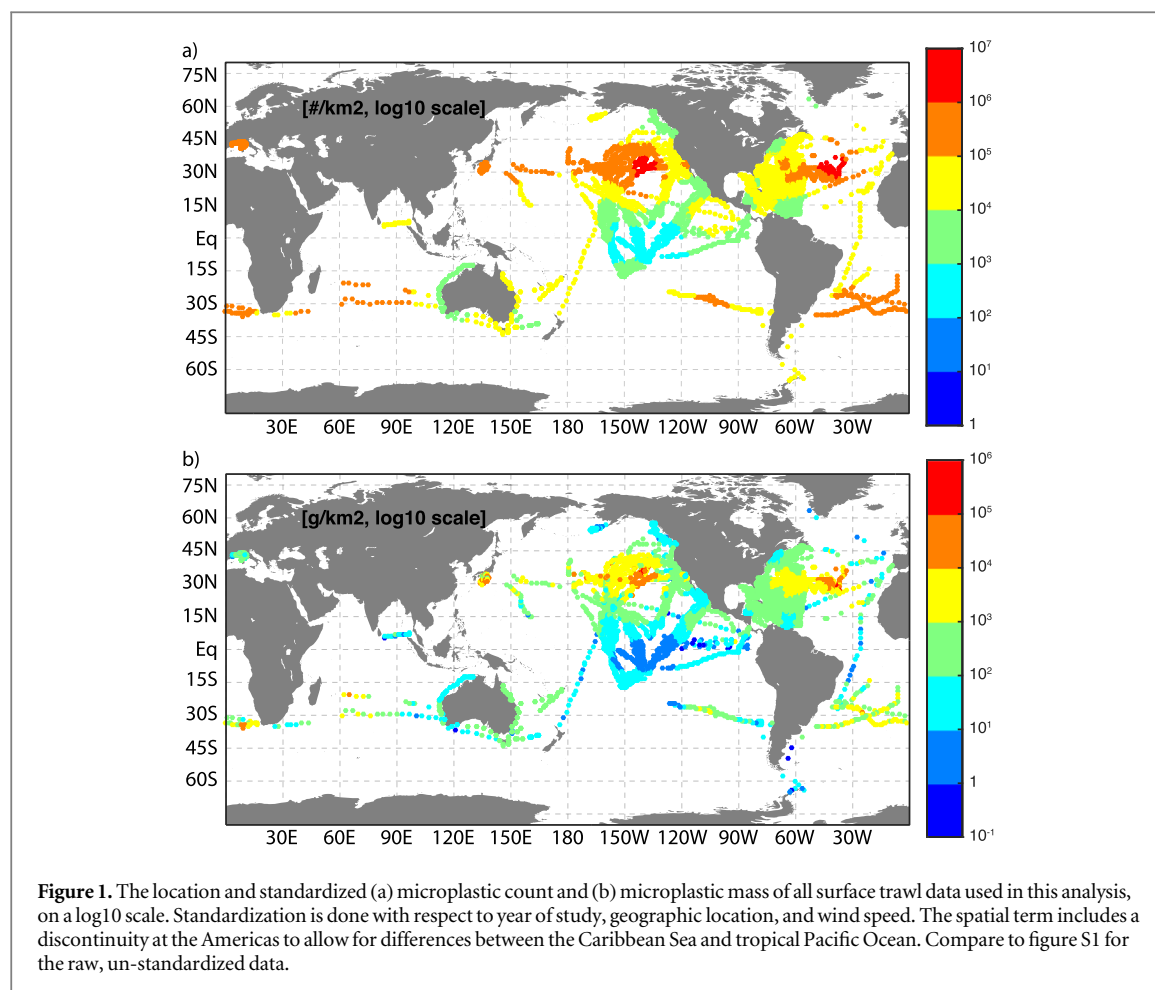 a)
[#/km2, log10 scale]
75N
60N
45N
30N
15N
Eq
15S
30S
45S
60S
30E 60E 90E 120E 150E 180 150W 120W 90W 60W 30W
10⁷
10⁶
10⁵
10⁴
10³
10²
10¹
1
b)
[g/km2, log10 scale]
75N
60N
45N
30N
15N
Eq
15S
30S
45S
60S
30E 60E 90E 120E 150E 180 150W 120W 90W 60W 30W
10⁶
10⁵
10⁴
10³
10²
10¹
1
10⁻¹
Figure 1. The location and standardized (a) microplastic count and (b) microplastic mass of all surface trawl data used in this analysis,
on a log10 scale. Standardization is done with respect to year of study, geographic location, and wind speed. The spatial term includes a
discontinuity at the Americas to allow for differences between the Caribbean Sea and tropical Pacific Ocean. Compare to figure S1 for
the raw, un-standardized data.